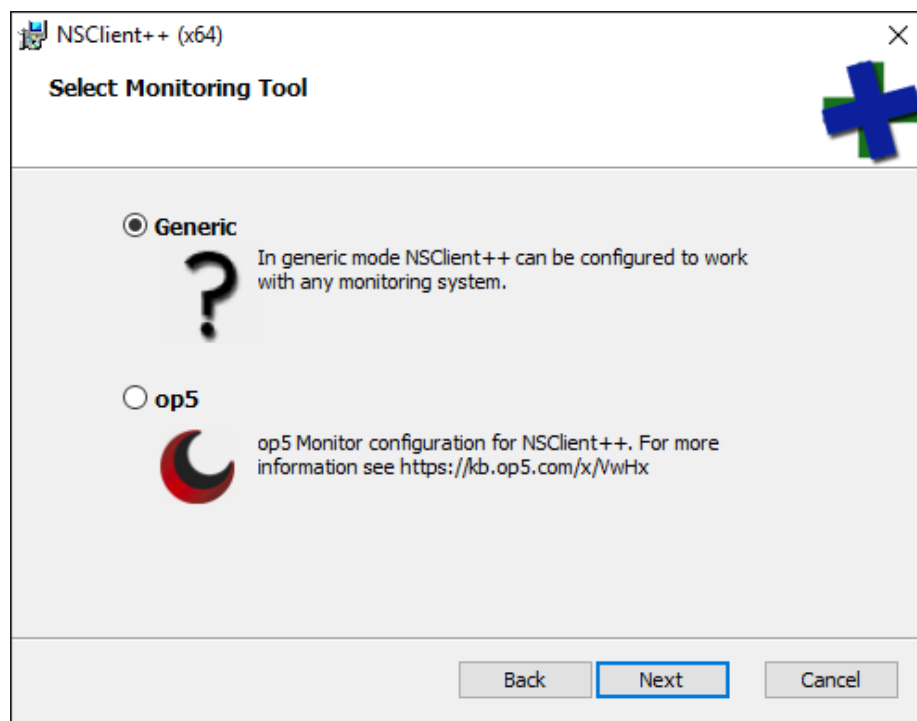 NSClient++ (x64)
Select Monitoring Tool
Generic
In generic mode NSClient++ can be configured to work
with any monitoring system.
op5
op5 Monitor configuration for NSClient++. For more
information see https://kb.op5.com/x/VwHx
Back
Next
Cancel